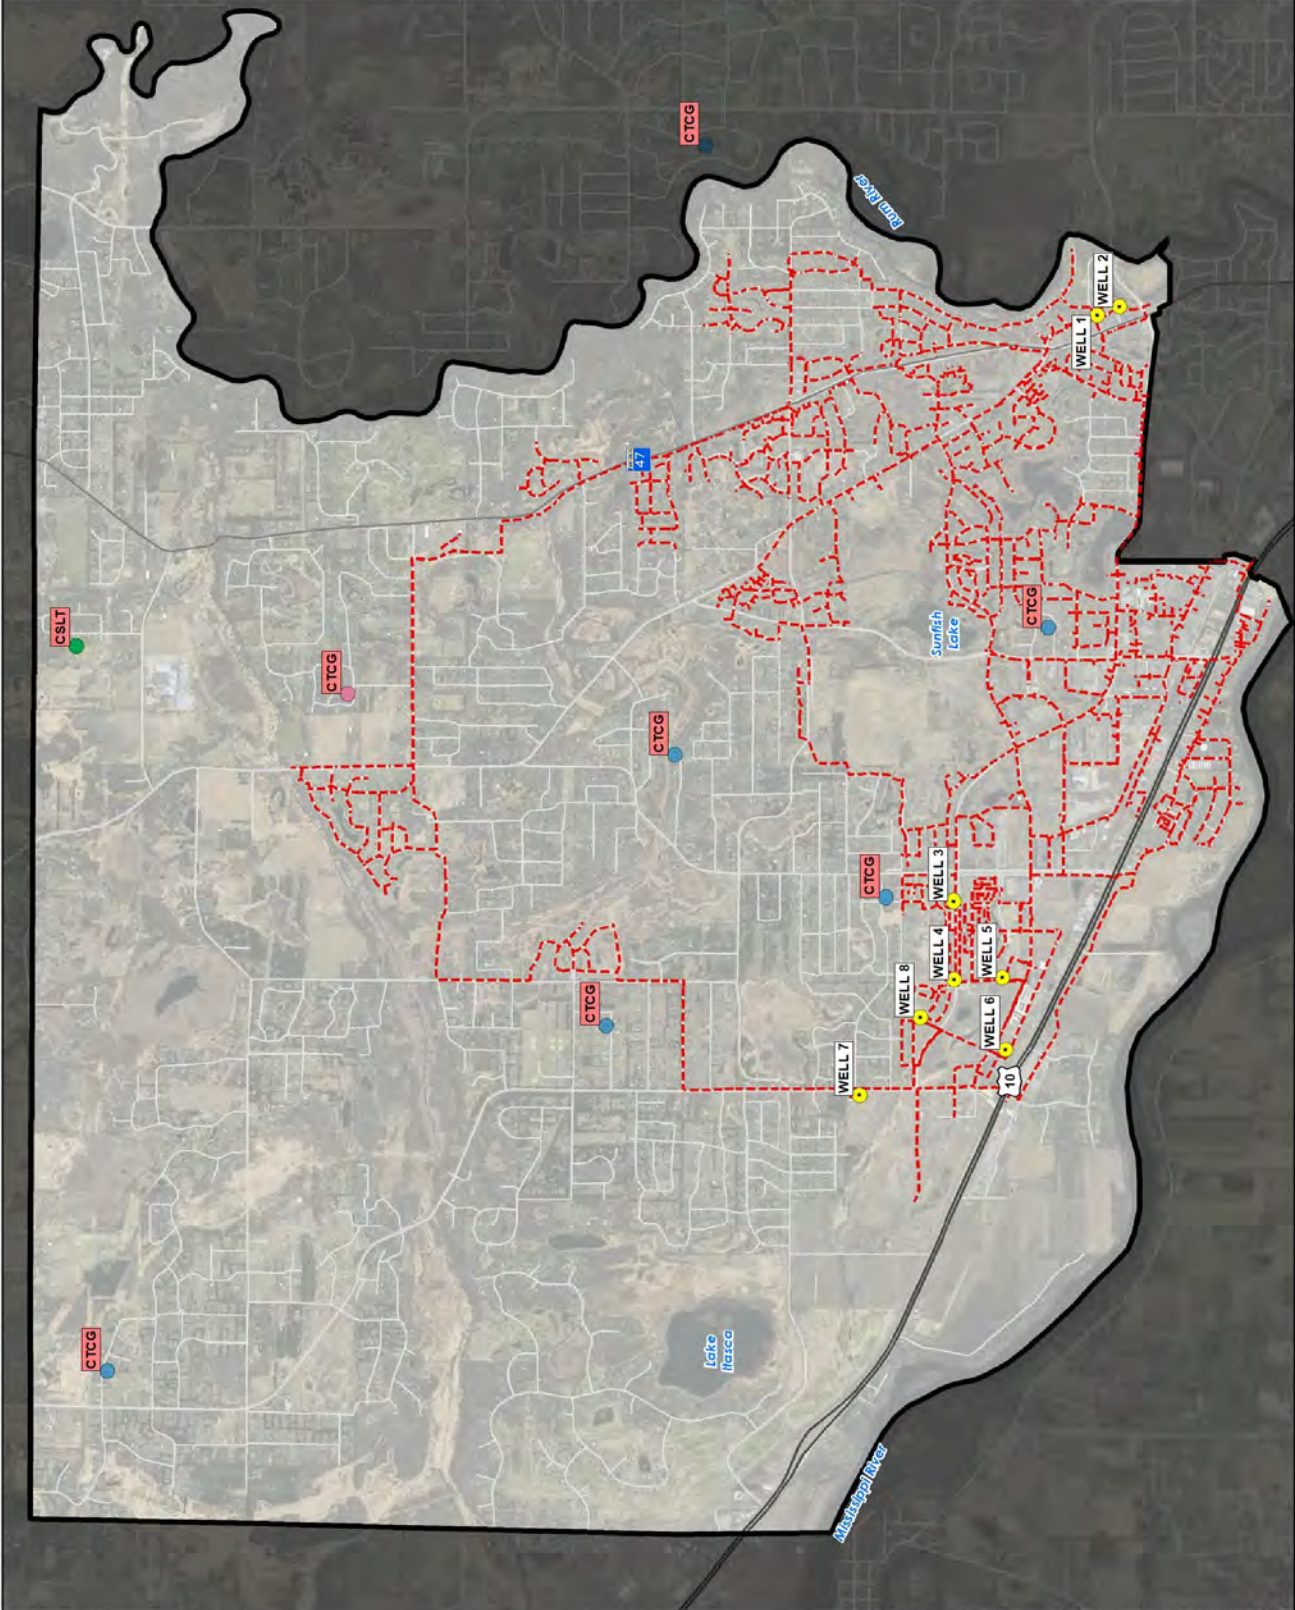 CTCG
Rum River
WELL 2
WELL 1
47
CSLT
CTCG
CTCG
Sunfish
Lake
CTCG
CTCG
WELL 3
WELL 4
WELL 5
WELL 8
WELL 6
CTCG
WELL 7
10
CTCG
Lake
Itasca
Mississippi River